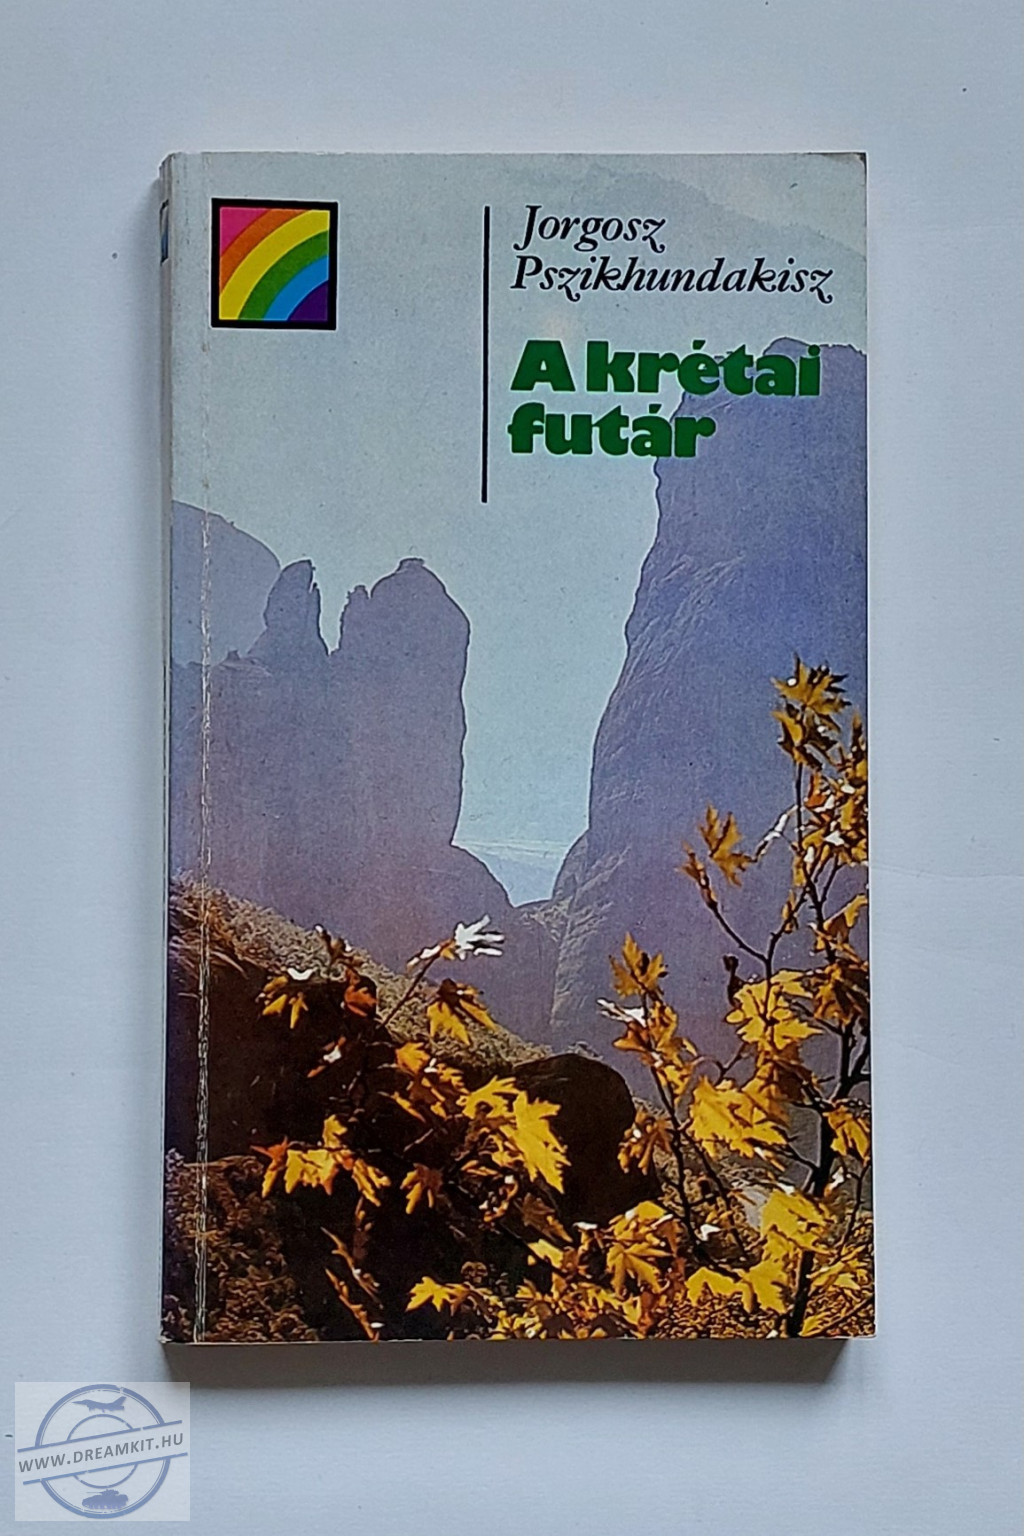 Jorgosz
Pszikhundakisz
A krétai
futár
WWW.DREAMKIT.HU